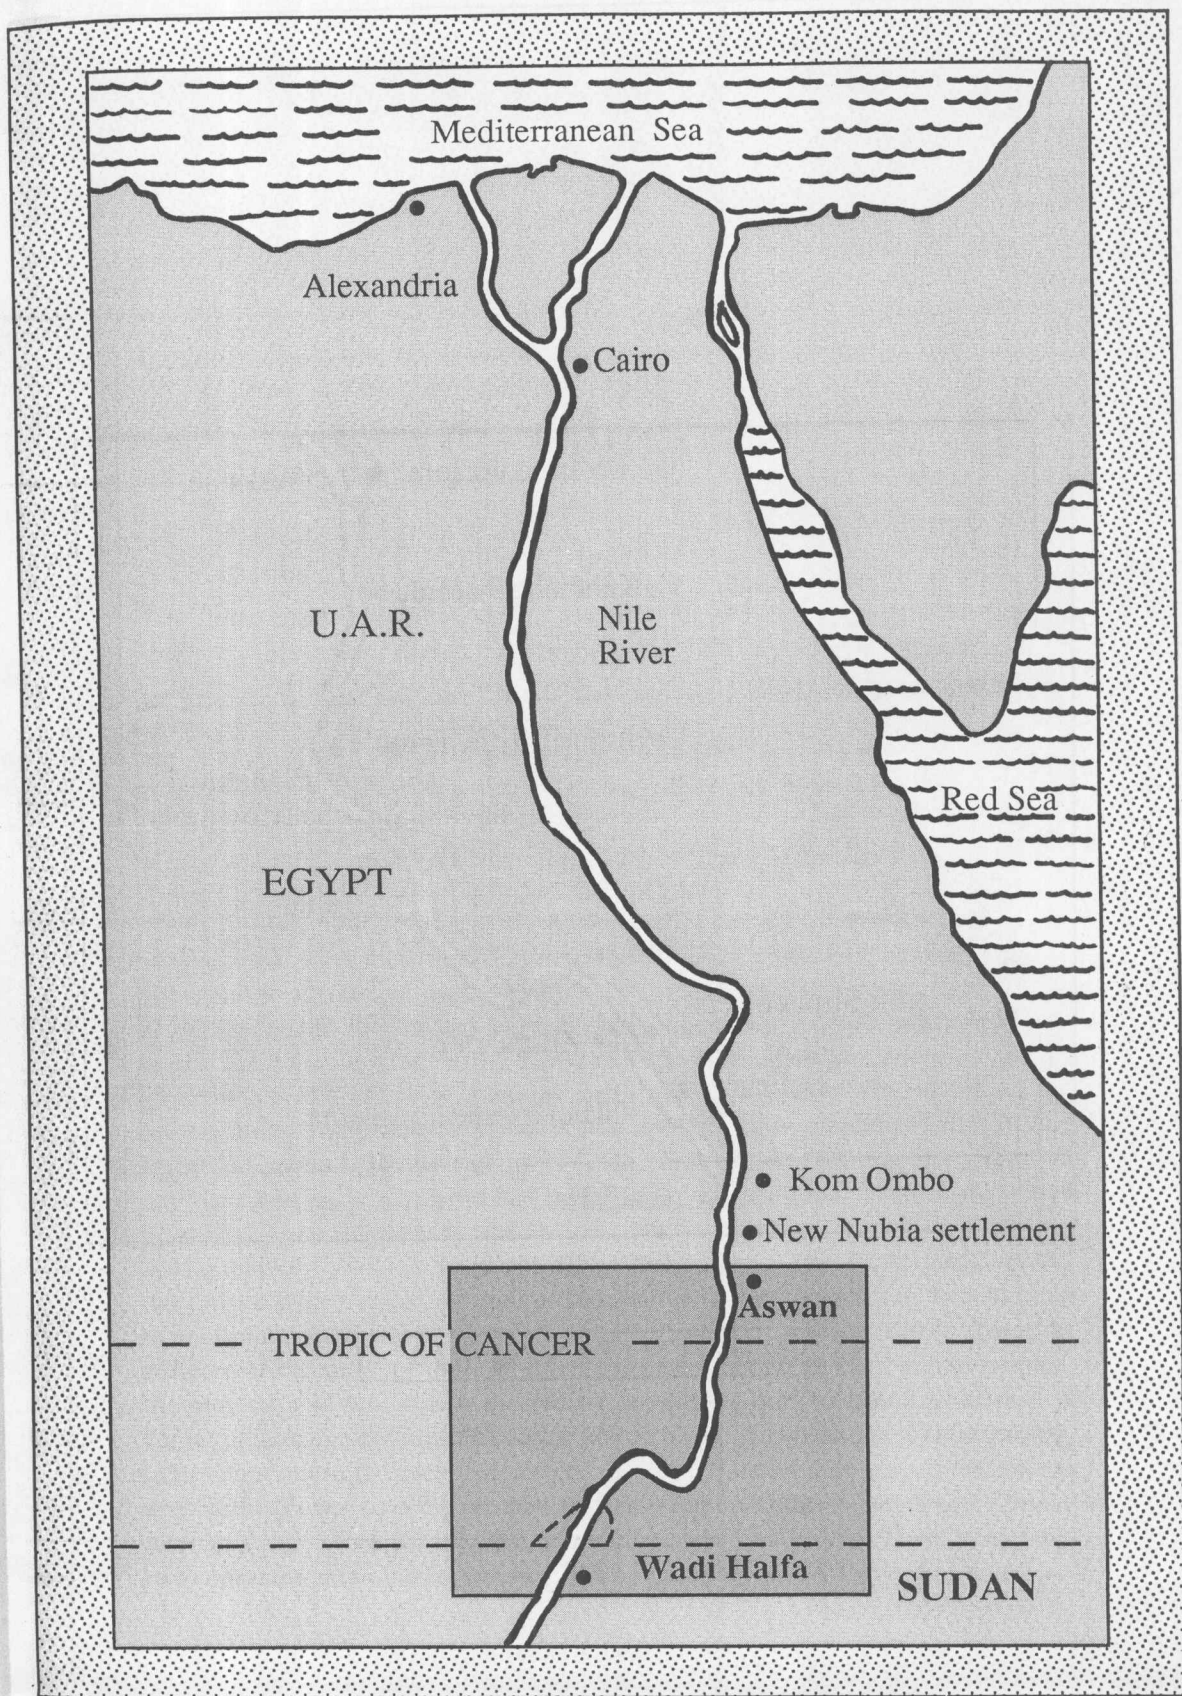 Mediterranean Sea
Alexandria
Cairo
U.A.R.
Nile
River
Red Sea
EGYPT
Kom Ombo
New Nubia settlement
Aswan
TROPIC OF CANCER
Wadi Halfa
SUDAN